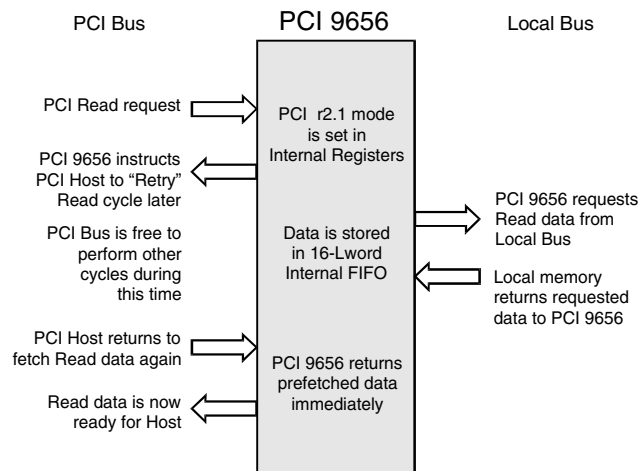 PCI Bus
PCI 9656
Local Bus
PCI Read request
PCI r2.1 mode
is set in
Internal Registers
PCI 9656 instructs
PCI Host to “Retry”
Read cycle later
PCI 9656 requests
Read data from
Local Bus
PCI Bus is free to
perform other
cycles during
this time
Data is stored
in 16-Lword
Internal FIFO
Local memory
returns requested
data to PCI 9656
PCI Host returns to
fetch Read data again
PCI 9656 returns
prefetched data
immediately
Read data is now
ready for Host